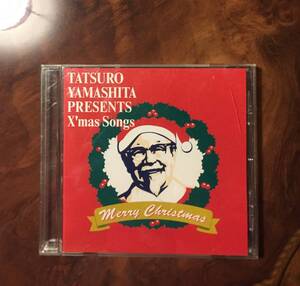 TATSURO
YAMASHITA
PRESENTS
X'mas Songs
Merry Christmas